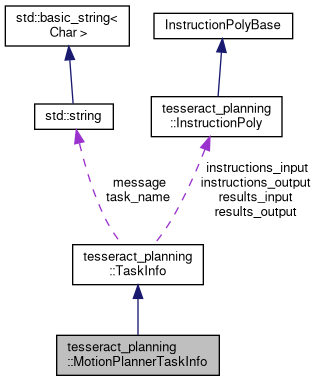 std::basic_string<
Char >
InstructionPolyBase
std::string
tesseract_planning
::InstructionPoly
message
task_name
instructions_input
instructions_output
results_input
results_output
tesseract_planning
::TaskInfo
tesseract_planning
::MotionPlannerTaskInfo